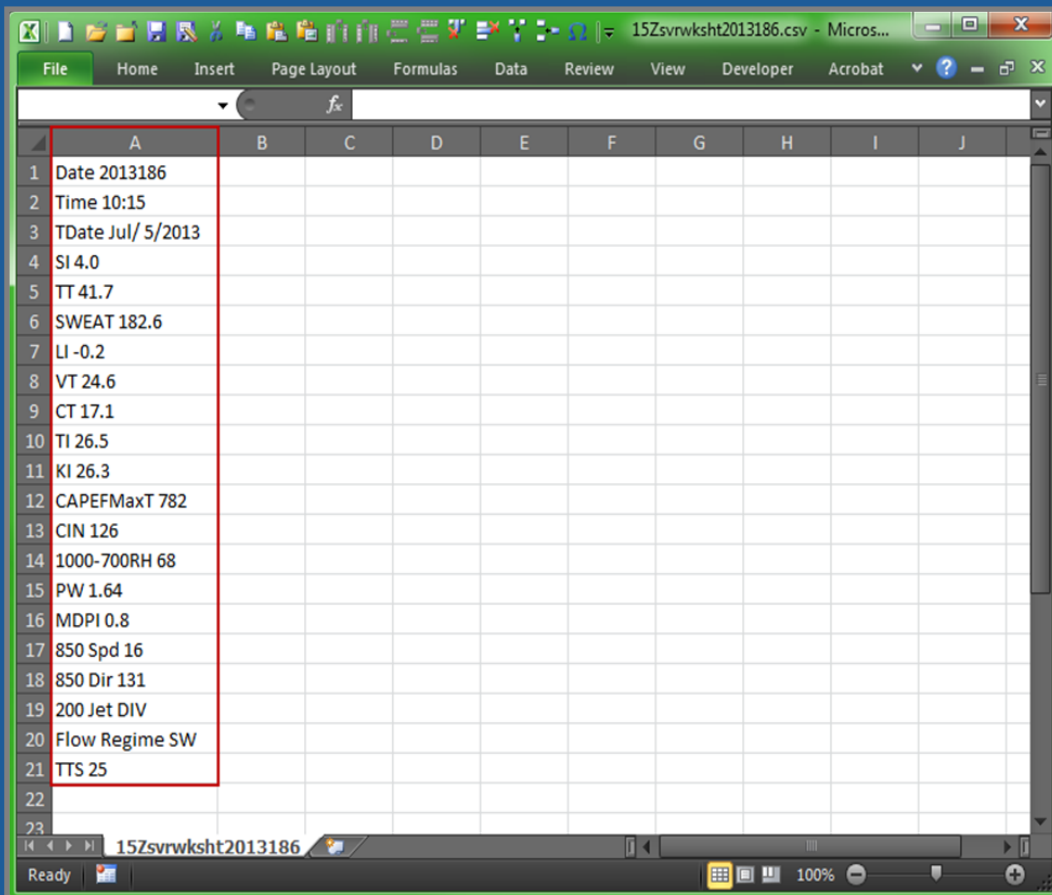 15Zsvrwksht2013186.csv - Micros...
File Home Insert Page Layout Formulas Data Review View Developer Acrobat
fx
A B C D E F G H I J
1 Date 2013186
2 Time 10:15
3 TDate Jul/ 5/2013
4 SI 4.0
5 TT 41.7
6 SWEAT 182.6
7 LI -0.2
8 VT 24.6
9 CT 17.1
10 TI 26.5
11 KI 26.3
12 CAPEFMaxT 782
13 CIN 126
14 1000-700RH 68
15 PW 1.64
16 MDPI 0.8
17 850 Spd 16
18 850 Dir 131
19 200 Jet DIV
20 Flow Regime SW
21 TTS 25
22
23
15Zsvrwksht2013186
Ready 100%